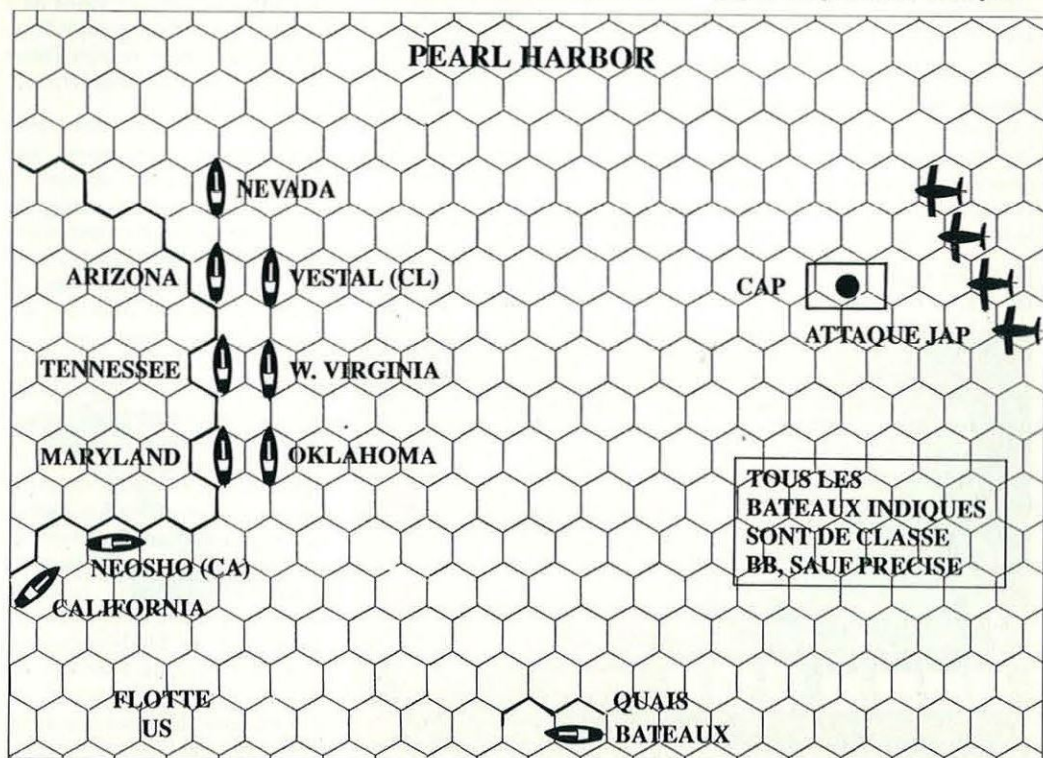 PEARL HARBOR
NEVADA
ARIZONA
VESTAL (CL)
CAP
ATTAQUE JAP
TENNESSEE
W. VIRGINIA
MARYLAND
OKLAHOMA
TOUS LES
BATEAUX INDIQUES
SONT DE CLASSE
BB, SAUF PRECISE
NEOSHO (CA)
CALIFORNIA
FLOTTE
US
QUAIS
BATEAUX